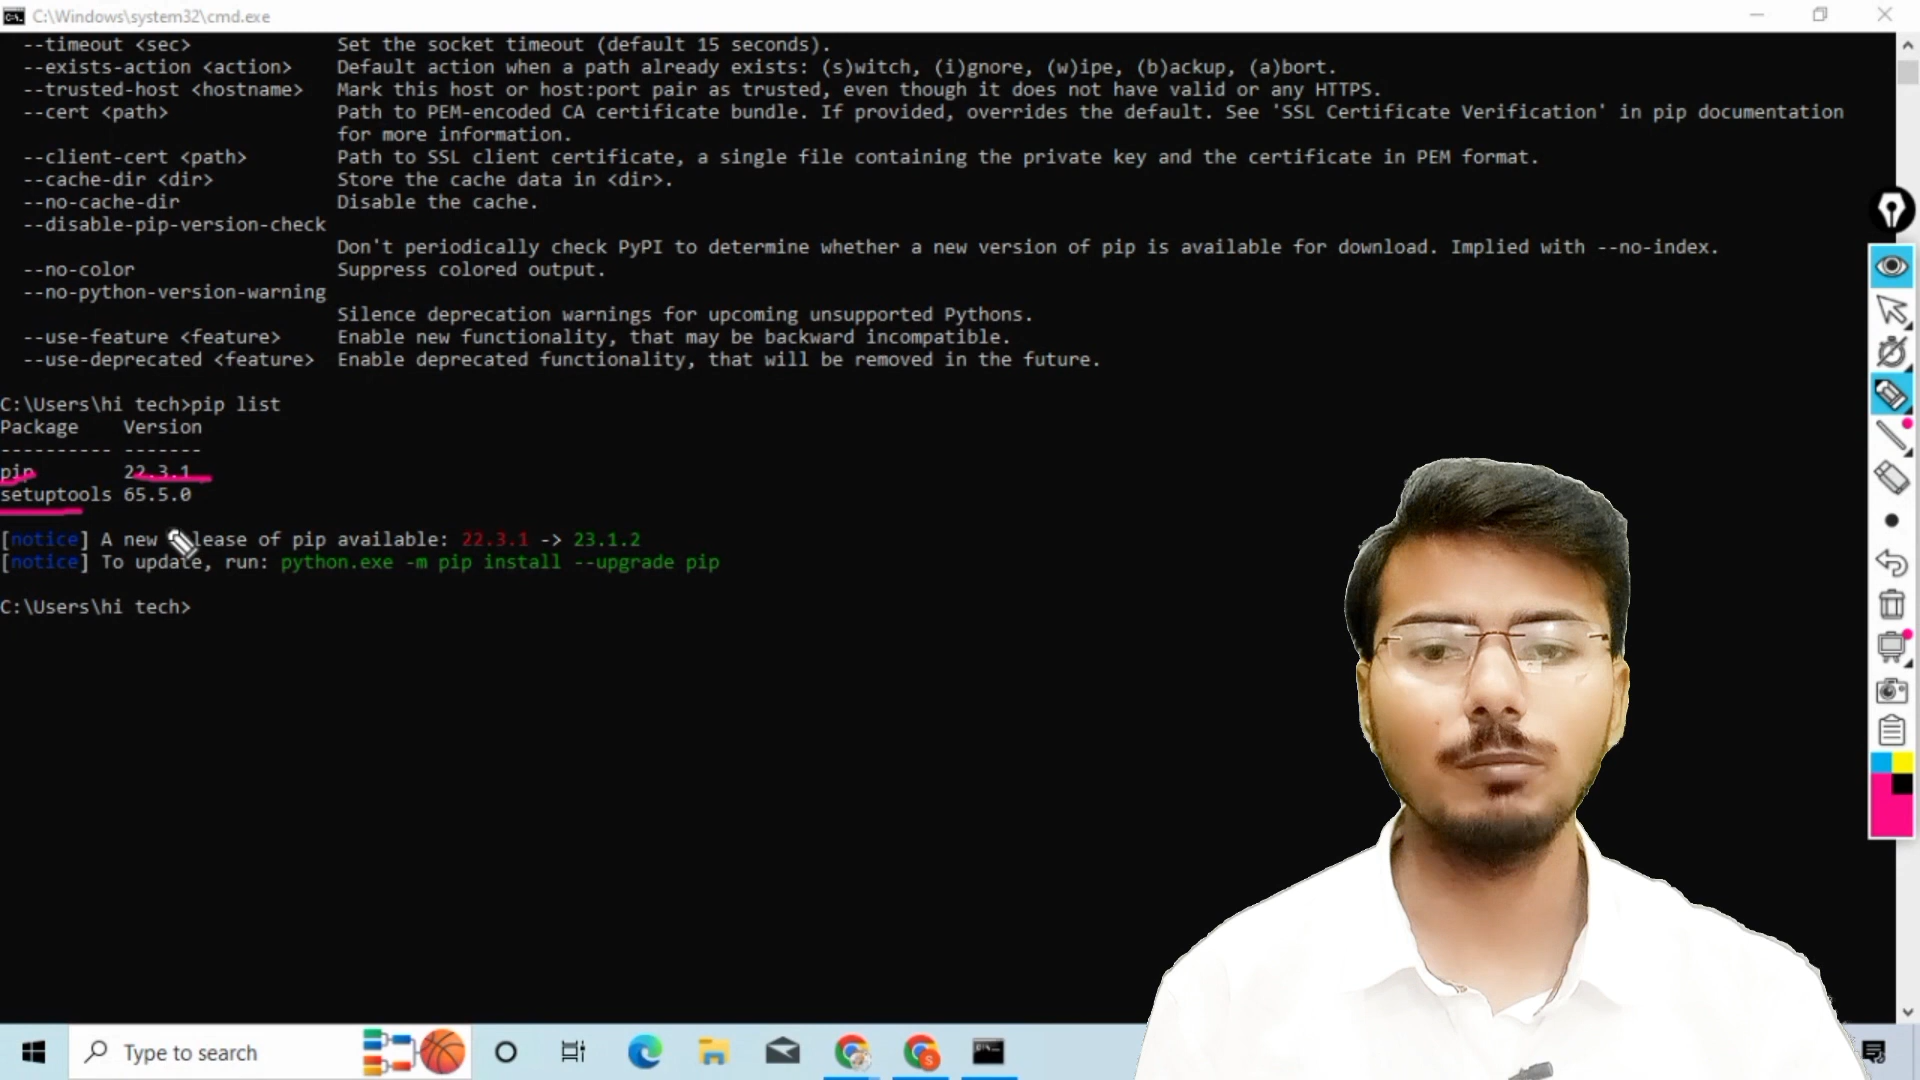 C:\Windows\system32\cmd.exe
--timeout <sec> Set the socket timeout (default 15 seconds).
--exists-action <action> Default action when a path already exists: (s)witch, (i)gnore, (w)ipe, (b)ackup, (a)bort.
--trusted-host <hostname> Mark this host or host:port pair as trusted, even though it does not have valid or any HTTPS.
--cert <path> Path to PEM-encoded CA certificate bundle. If provided, overrides the default. See 'SSL Certificate Verification' in pip documentation
for more information.
--client-cert <path> Path to SSL client certificate, a single file containing the private key and the certificate in PEM format.
--cache-dir <dir> Store the cache data in <dir>.
--no-cache-dir Disable the cache.
--disable-pip-version-check
Don't periodically check PyPI to determine whether a new version of pip is available for download. Implied with --no-index.
--no-color Suppress colored output.
--no-python-version-warning
Silence deprecation warnings for upcoming unsupported Pythons.
--use-feature <feature> Enable new functionality, that may be backward incompatible.
--use-deprecated <feature> Enable deprecated functionality, that will be removed in the future.
C:\Users\hi tech>pip list
Package Version
---------- -------
pip 22.3.1
setuptools 65.5.0
[notice] A new release of pip available: 22.3.1 -> 23.1.2
[notice] To update, run: python.exe -m pip install --upgrade pip
C:\Users\hi tech>
Type to search